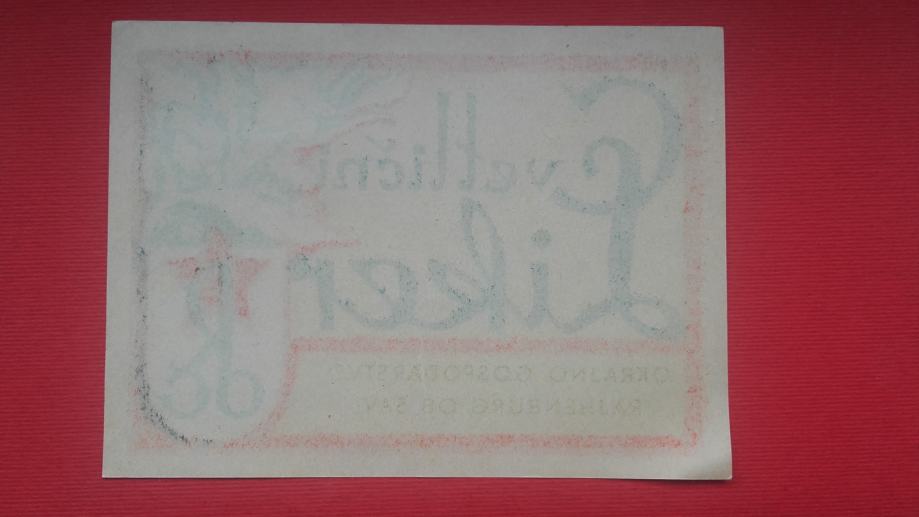 Cvetlični
Liker
OKRAJNO GOSPODARSTVO
RAJHENBURG OB SAVI